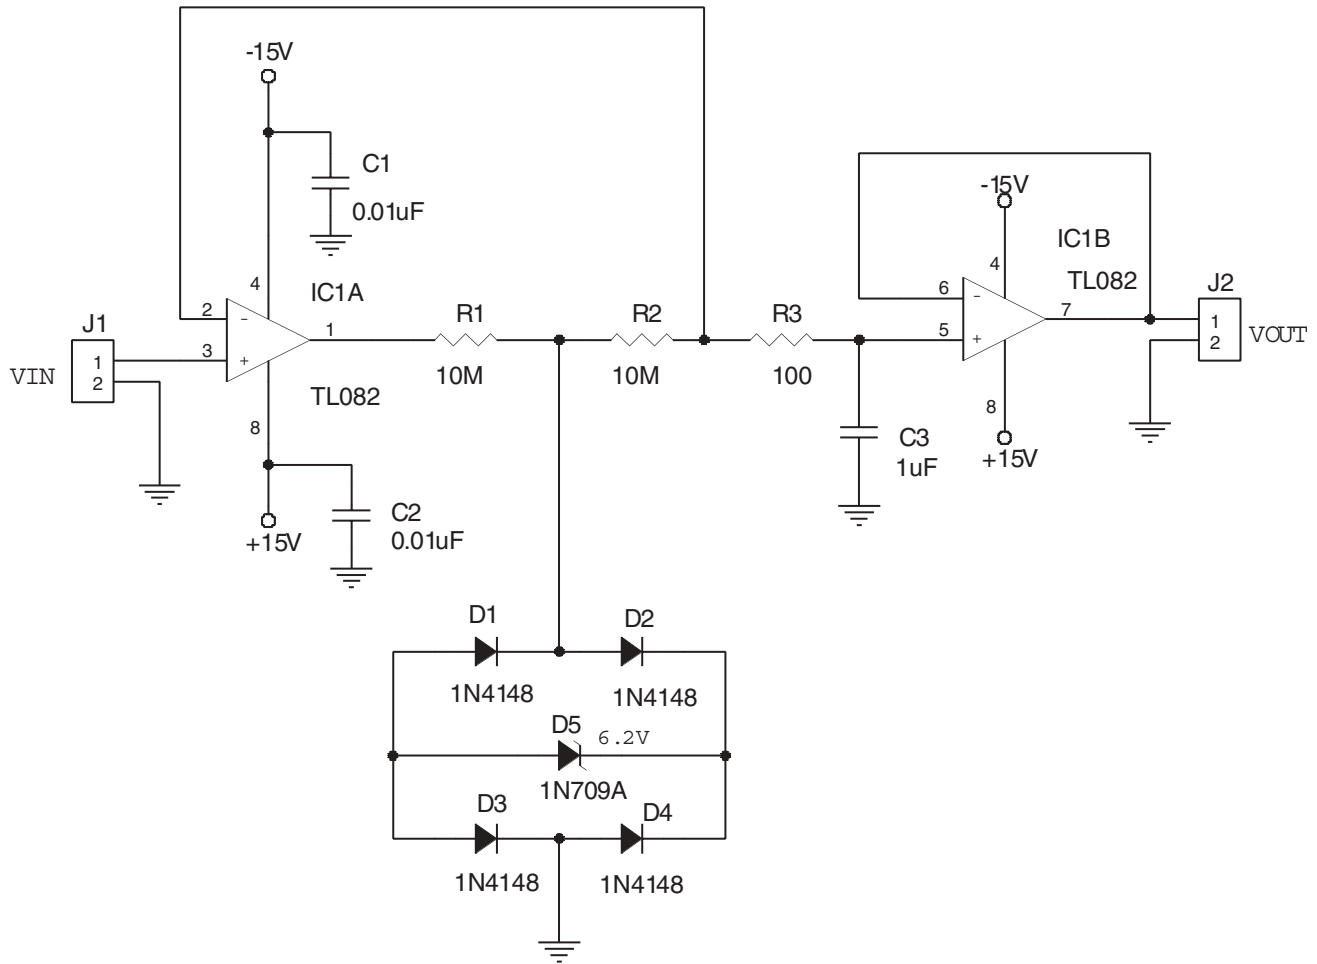 -15V
C1
0.01uF
-15V
IC1B
TL082
4
6
5
7
J2
1
2
VOUT
4
IC1A
2
3
1
J1
1
2
VIN
R1
10M
R2
10M
R3
100
TL082
8
8
+15V
C3
1uF
+15V
C2
0.01uF
D1
1N4148
D2
1N4148
D5
6.2V
1N709A
D3
1N4148
D4
1N4148